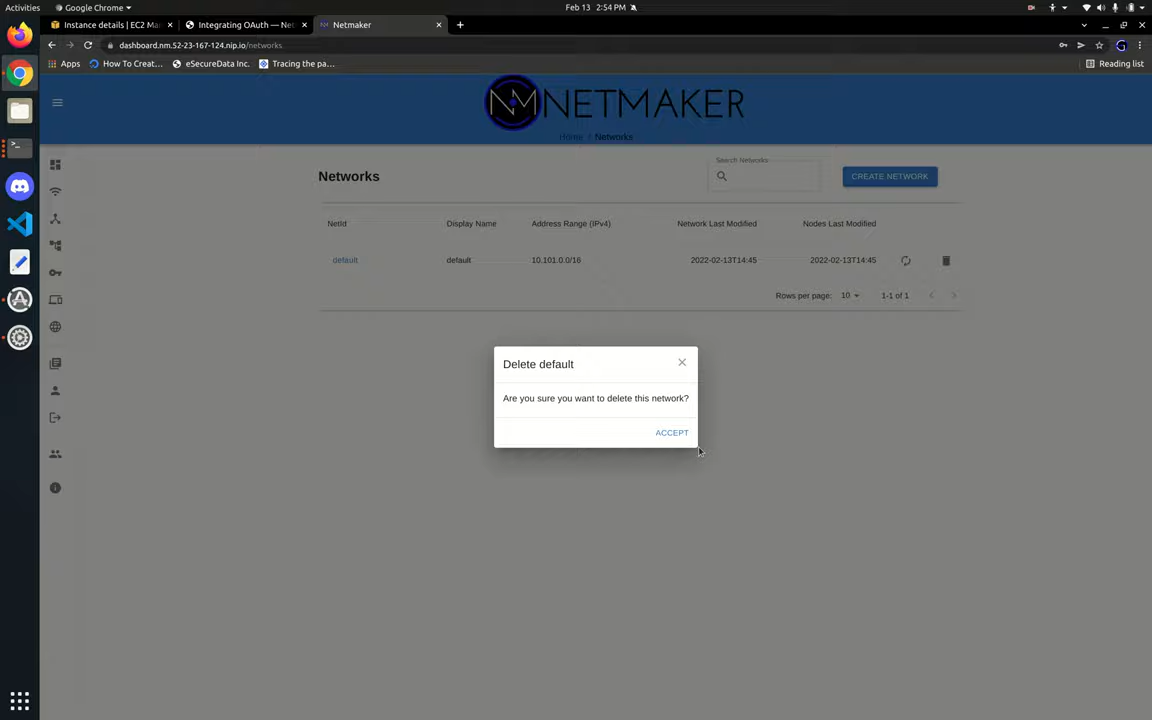 Activities Google Chrome Feb 13 2:54 PM
Instance details | EC2 Ma Integrating OAuth — Net Netmaker
dashboard.nm.52-23-167-124.nip.io/networks
Apps How To Creat... eSecureData Inc. Tracing the pa... Reading list
NM NETMAKER
Home / Networks
Networks Search Networks CREATE NETWORK
NetId Display Name Address Range (IPv4) Network Last Modified Nodes Last Modified
default default 10.101.0.0/16 2022-02-13T14:45 2022-02-13T14:45
Rows per page: 10 1-1 of 1
Delete default
Are you sure you want to delete this network?
ACCEPT